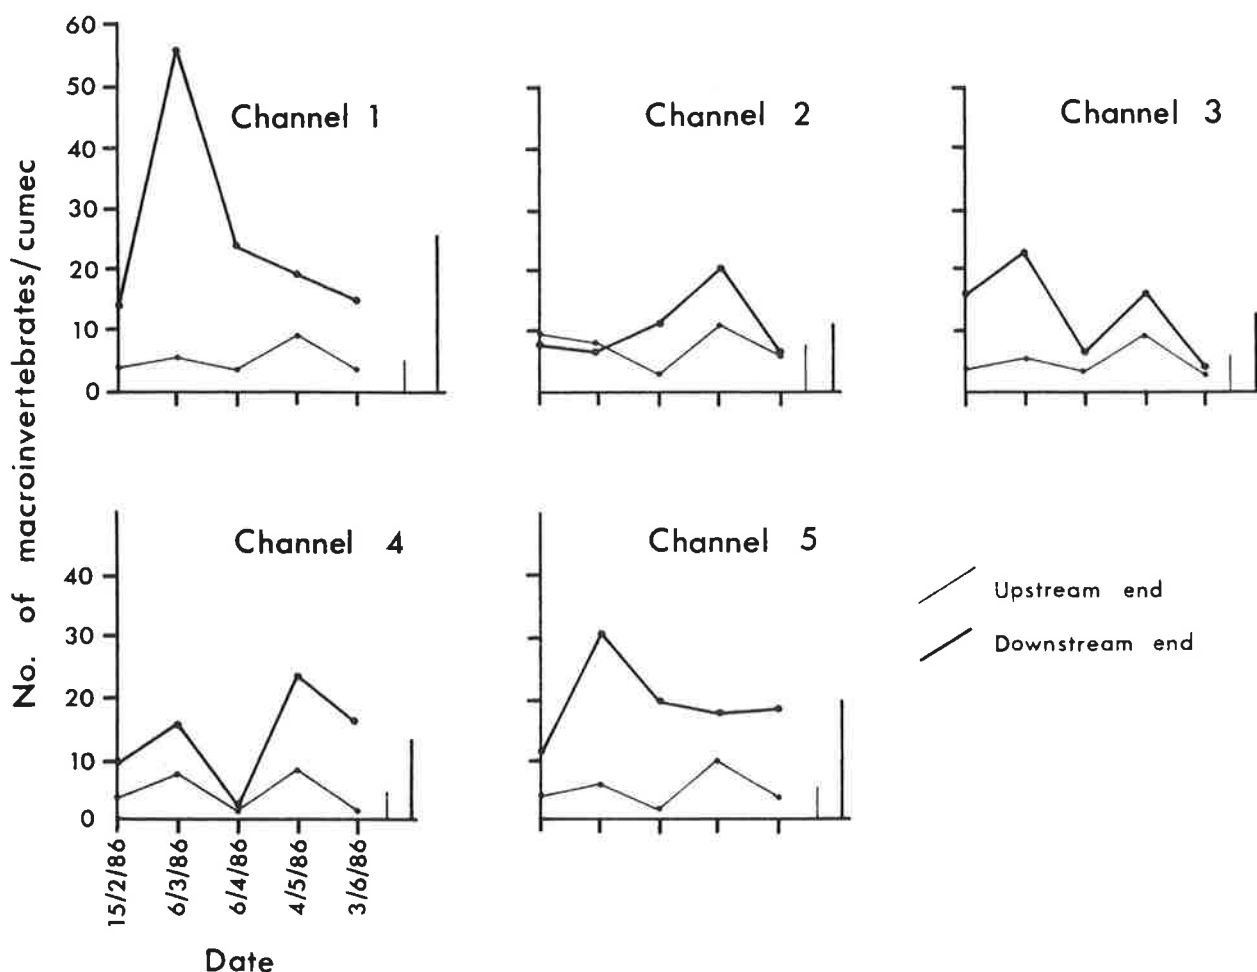 No. of macroinvertebrates/cumec
60
50
40
30
20
10
0
Channel 1
Channel 2
Channel 3
Channel 4
Channel 5
40
30
20
10
0
15/2/86
6/3/86
6/4/86
4/5/86
3/6/86
Date
Upstream end
Downstream end